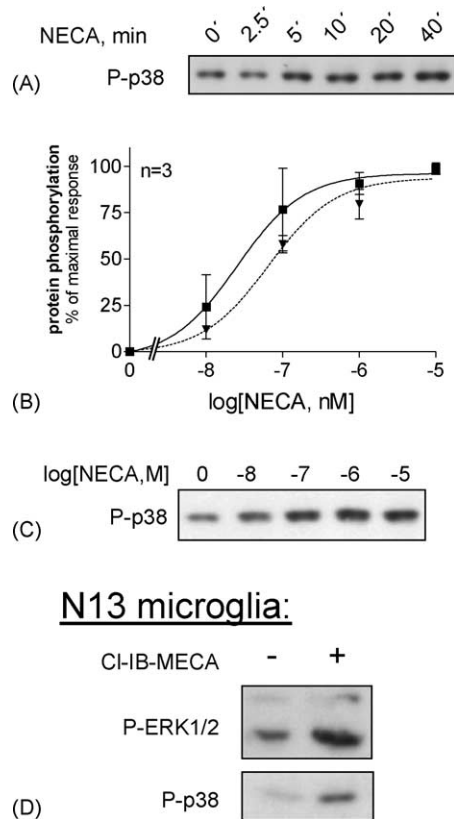 NECA, min 0´ 2.5´ 5´ 10´ 20´ 40´
P-p38
(A)
100
75
50
25
0
protein phosphorylation
% of maximal response
n=3
0 -8 -7 -6 -5
log[NECA, nM]
(B)
log[NECA,M] 0 -8 -7 -6 -5
P-p38
(C)
N13 microglia:
Cl-IB-MECA - +
P-ERK1/2
P-p38
(D)